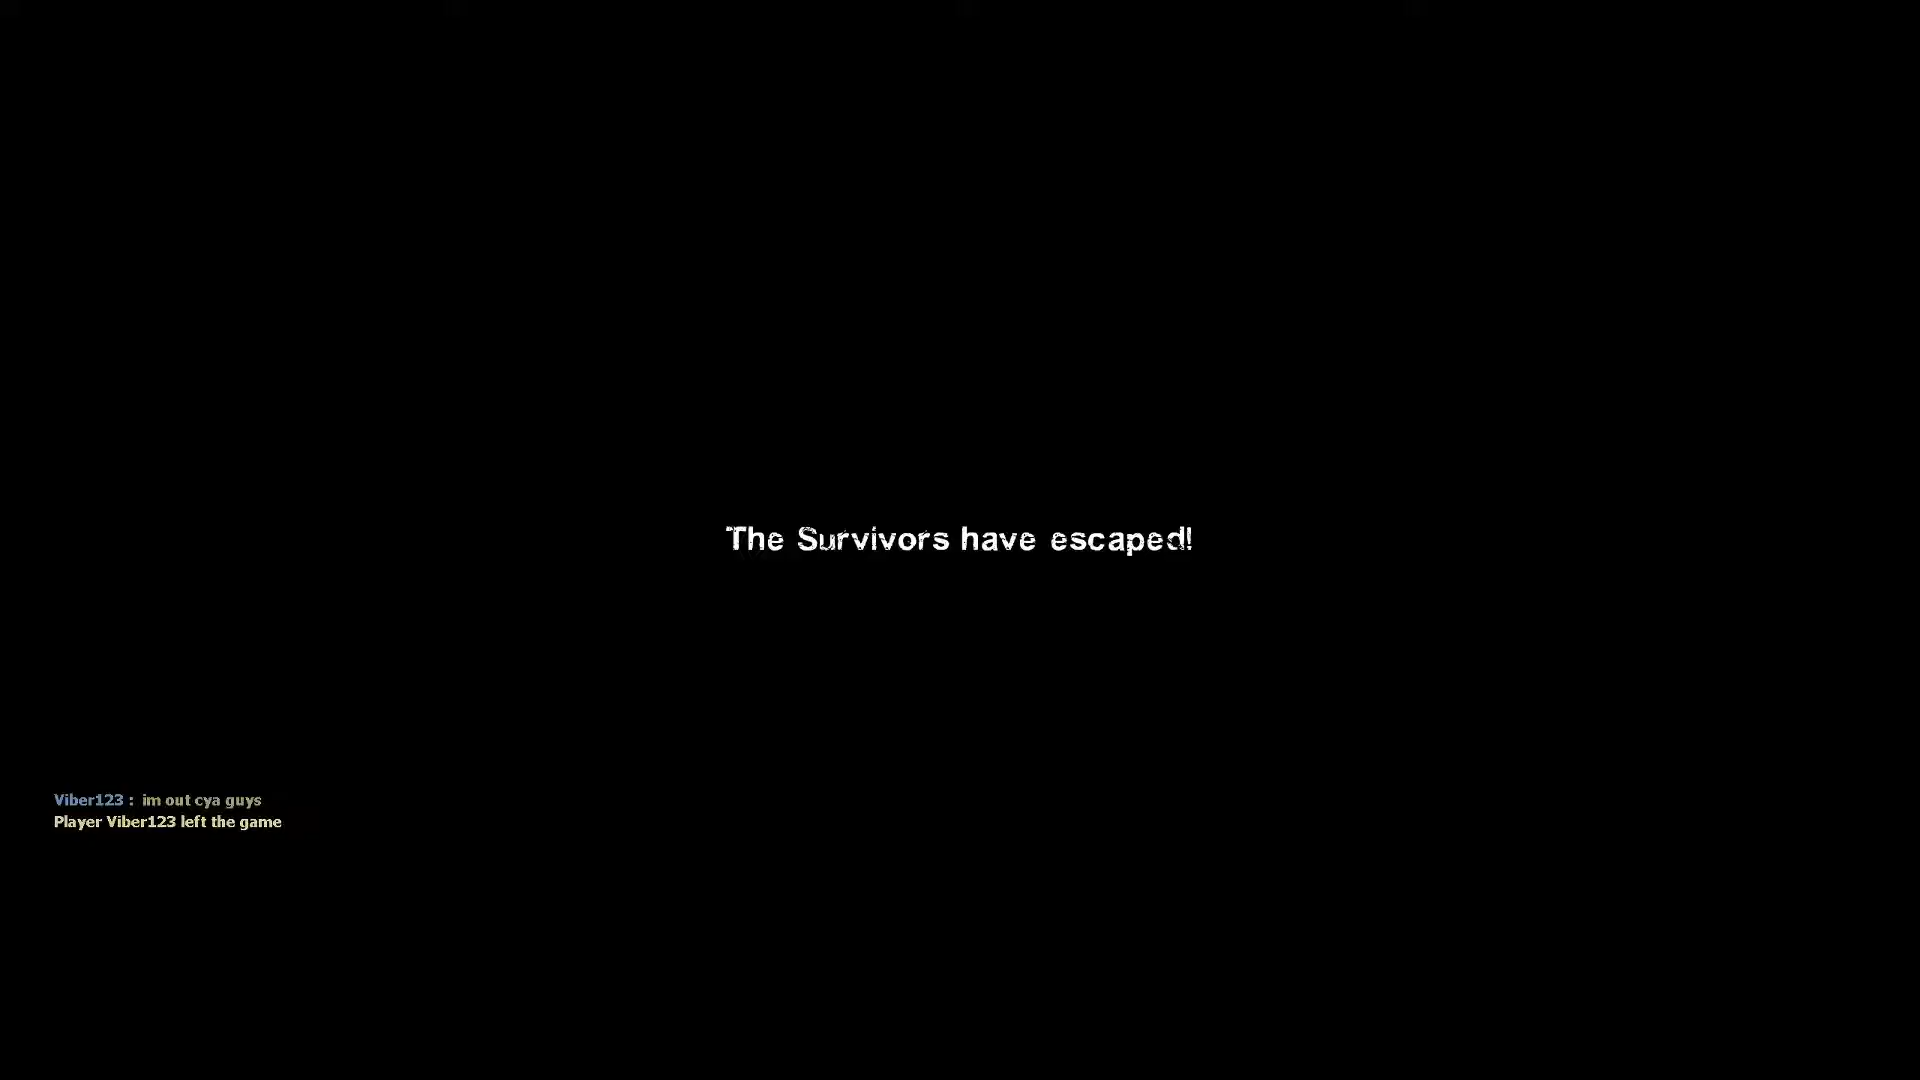 The Survivors have escaped!
Viber123 : im out cya guys
Player Viber123 left the game